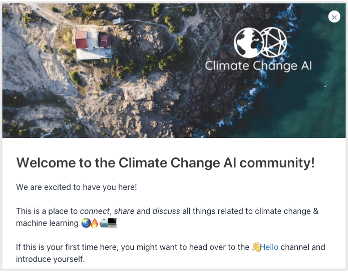 Climate Change AI
Welcome to the Climate Change AI community!
We are excited to have you here!
This is a place to connect, share and discuss all things related to climate change &
machine learning 🌏🔥🤖💻
If this is your first time here, you might want to head over to the 👋Hello channel and
introduce yourself.